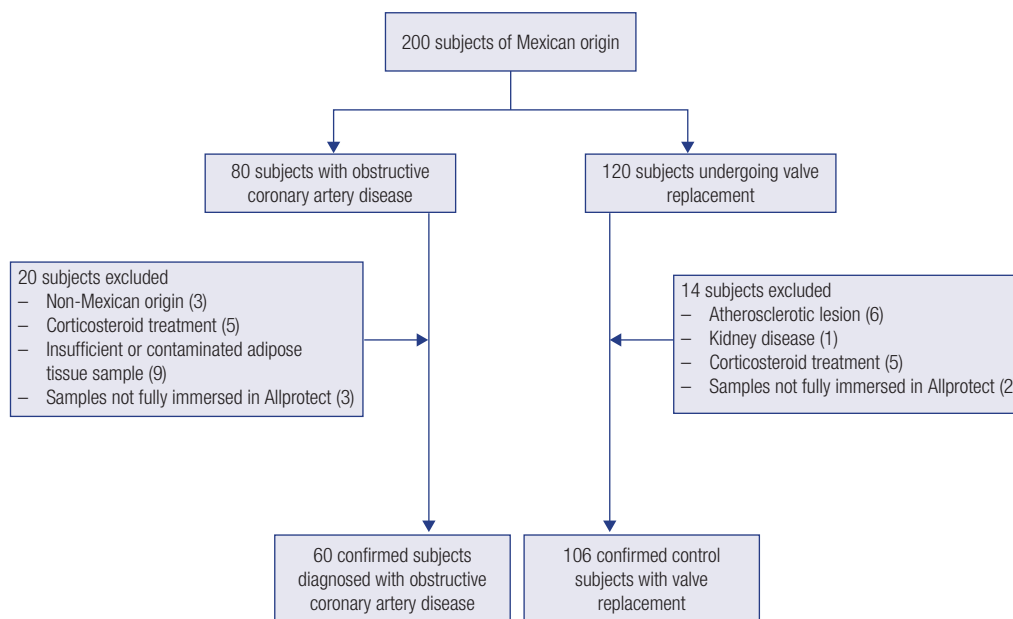 200 subjects of Mexican origin
80 subjects with obstructive
coronary artery disease
120 subjects undergoing valve
replacement
20 subjects excluded
– Non-Mexican origin (3)
– Corticosteroid treatment (5)
– Insufficient or contaminated adipose
tissue sample (9)
– Samples not fully immersed in Allprotect (3)
14 subjects excluded
– Atherosclerotic lesion (6)
– Kidney disease (1)
– Corticosteroid treatment (5)
– Samples not fully immersed in Allprotect (2
60 confirmed subjects
diagnosed with obstructive
coronary artery disease
106 confirmed control
subjects with valve
replacement